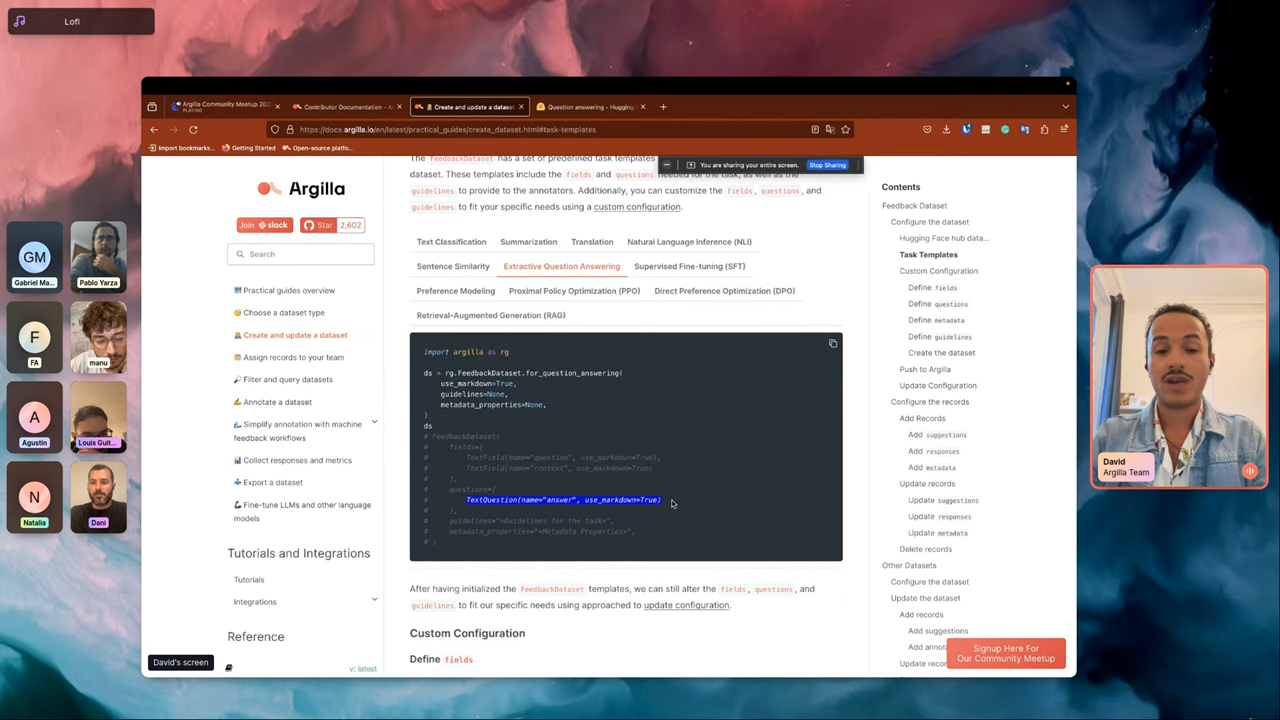 Lofi
Argilla Community Meetup 202
PLAYING
Contributor Documentation - A
Create and update a dataset
Question answering - Hugging
https://docs.argilla.io/en/latest/practical_guides/create_dataset.html#task-templates
Import bookmarks...
Getting Started
Open-source platfo...
You are sharing your entire screen.
Stop Sharing
Argilla
Join slack
Star
2,602
Search
Practical guides overview
Choose a dataset type
Create and update a dataset
Assign records to your team
Filter and query datasets
Annotate a dataset
Simplify annotation with machine
feedback workflows
Collect responses and metrics
Export a dataset
Fine-tune LLMs and other language
models
Tutorials and Integrations
Tutorials
Integrations
Reference
v: latest
The FeedbackDataset has a set of predefined task templates
dataset. These templates include the fields and questions needed for the task, as well as the
guidelines to provide to the annotators. Additionally, you can customize the fields, questions, and
guidelines to fit your specific needs using a custom configuration.
Text Classification
Summarization
Translation
Natural Language Inference (NLI)
Sentence Similarity
Extractive Question Answering
Supervised Fine-tuning (SFT)
Preference Modeling
Proximal Policy Optimization (PPO)
Direct Preference Optimization (DPO)
Retrieval-Augmented Generation (RAG)
import argilla as rg
ds = rg.FeedbackDataset.for_question_answering(
use_markdown=True,
guidelines=None,
metadata_properties=None,
)
ds
# FeedbackDataset(
# fields=[
# TextField(name="question", use_markdown=True),
# TextField(name="context", use_markdown=True)
# ],
# questions=[
# TextQuestion(name="answer", use_markdown=True)
# ],
# guidelines="<Guidelines for the task>",
# metadata_properties="<Metadata Properties>",
# )
After having initialized the FeedbackDataset templates, we can still alter the fields, questions, and
guidelines to fit our specific needs using approached to update configuration.
Custom Configuration
Define fields
Contents
Feedback Dataset
Configure the dataset
Hugging Face hub data...
Task Templates
Custom Configuration
Define fields
Define questions
Define metadata
Define guidelines
Create the dataset
Push to Argilla
Update Configuration
Configure the records
Add Records
Add suggestions
Add responses
Add metadata
Update records
Update suggestions
Update responses
Update metadata
Delete records
Other Datasets
Configure the dataset
Update the dataset
Add records
Add suggestions
Add annot
Update recor
Signup Here For
Our Community Meetup
GM
Gabriel Ma...
Pablo Yarza
F
FA
manu
A
Agustin
Louis Guit...
N
Natalia
Dani
David's screen
David
Argilla Team